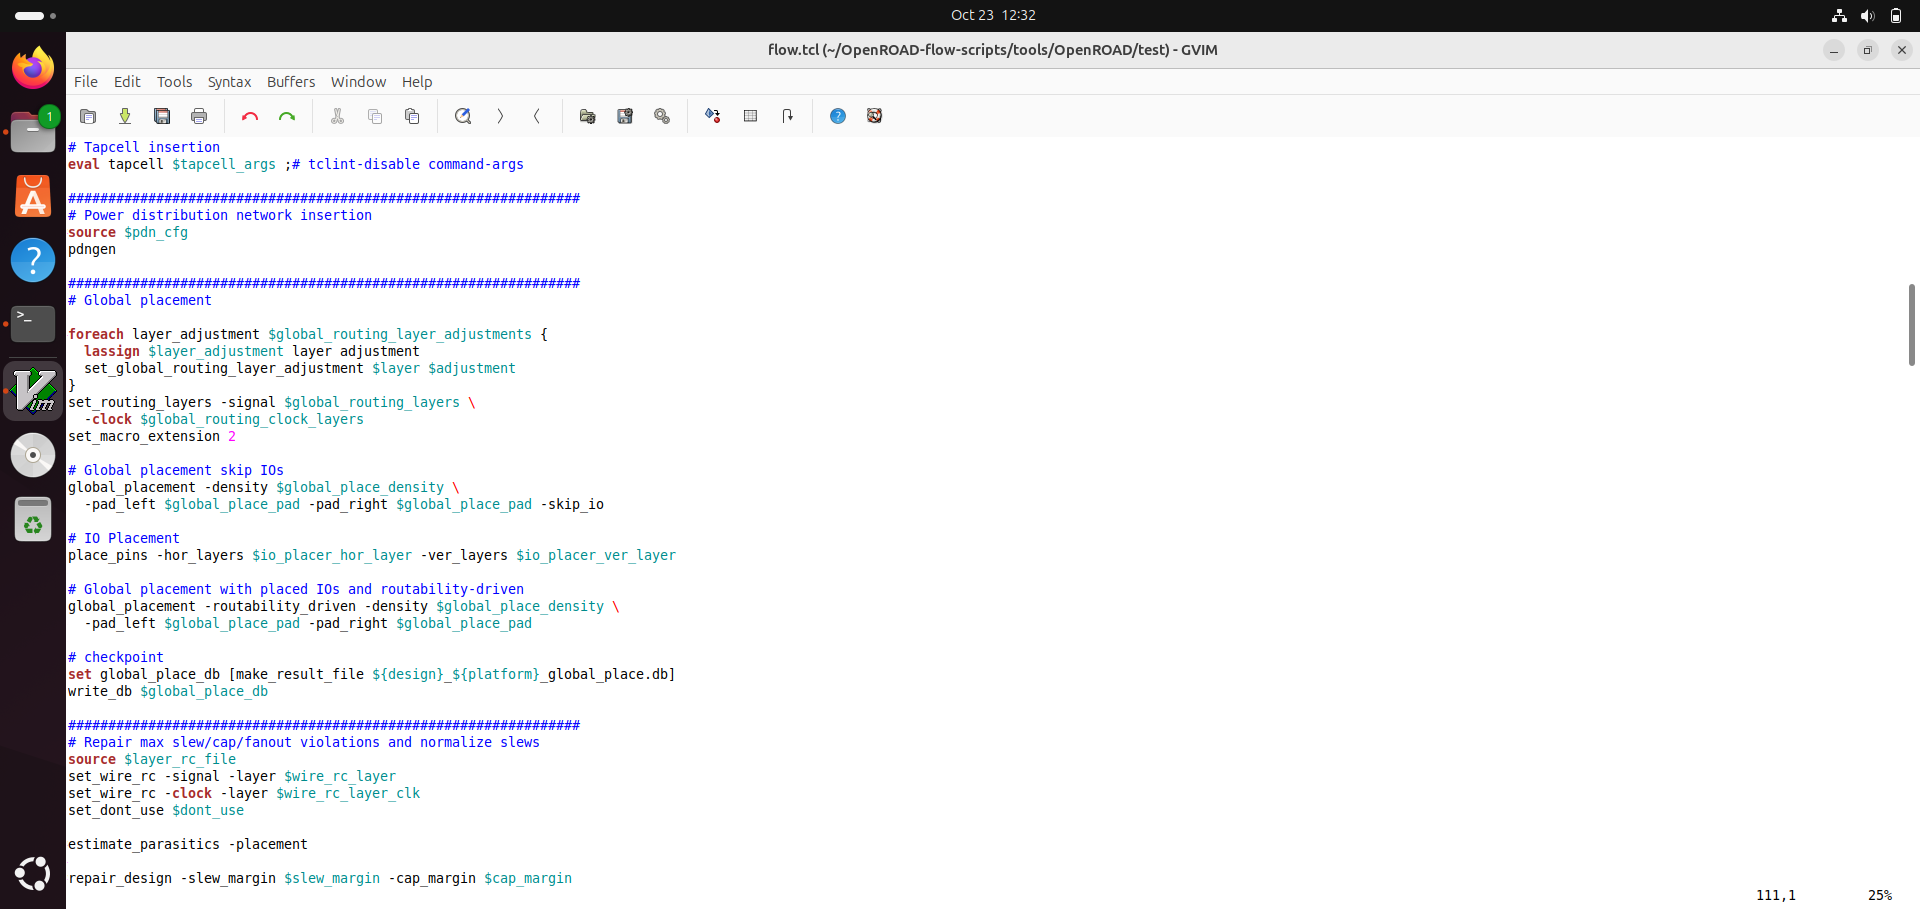 Oct 23  12:32
flow.tcl (~/OpenROAD-flow-scripts/tools/OpenROAD/test) - GVIM
File Edit Tools Syntax Buffers Window Help
1
# Tapcell insertion
eval tapcell $tapcell_args ;# tclint-disable command-args
################################################################
# Power distribution network insertion
source $pdn_cfg
pdngen
################################################################
# Global placement
foreach layer_adjustment $global_routing_layer_adjustments {
  lassign $layer_adjustment layer adjustment
  set_global_routing_layer_adjustment $layer $adjustment
}
set_routing_layers -signal $global_routing_layers \
  -clock $global_routing_clock_layers
set_macro_extension 2
# Global placement skip IOs
global_placement -density $global_place_density \
  -pad_left $global_place_pad -pad_right $global_place_pad -skip_io
# IO Placement
place_pins -hor_layers $io_placer_hor_layer -ver_layers $io_placer_ver_layer
# Global placement with placed IOs and routability-driven
global_placement -routability_driven -density $global_place_density \
  -pad_left $global_place_pad -pad_right $global_place_pad
# checkpoint
set global_place_db [make_result_file ${design}_${platform}_global_place.db]
write_db $global_place_db
################################################################
# Repair max slew/cap/fanout violations and normalize slews
source $layer_rc_file
set_wire_rc -signal -layer $wire_rc_layer
set_wire_rc -clock -layer $wire_rc_layer_clk
set_dont_use $dont_use
estimate_parasitics -placement
repair_design -slew_margin $slew_margin -cap_margin $cap_margin
111,1 25%